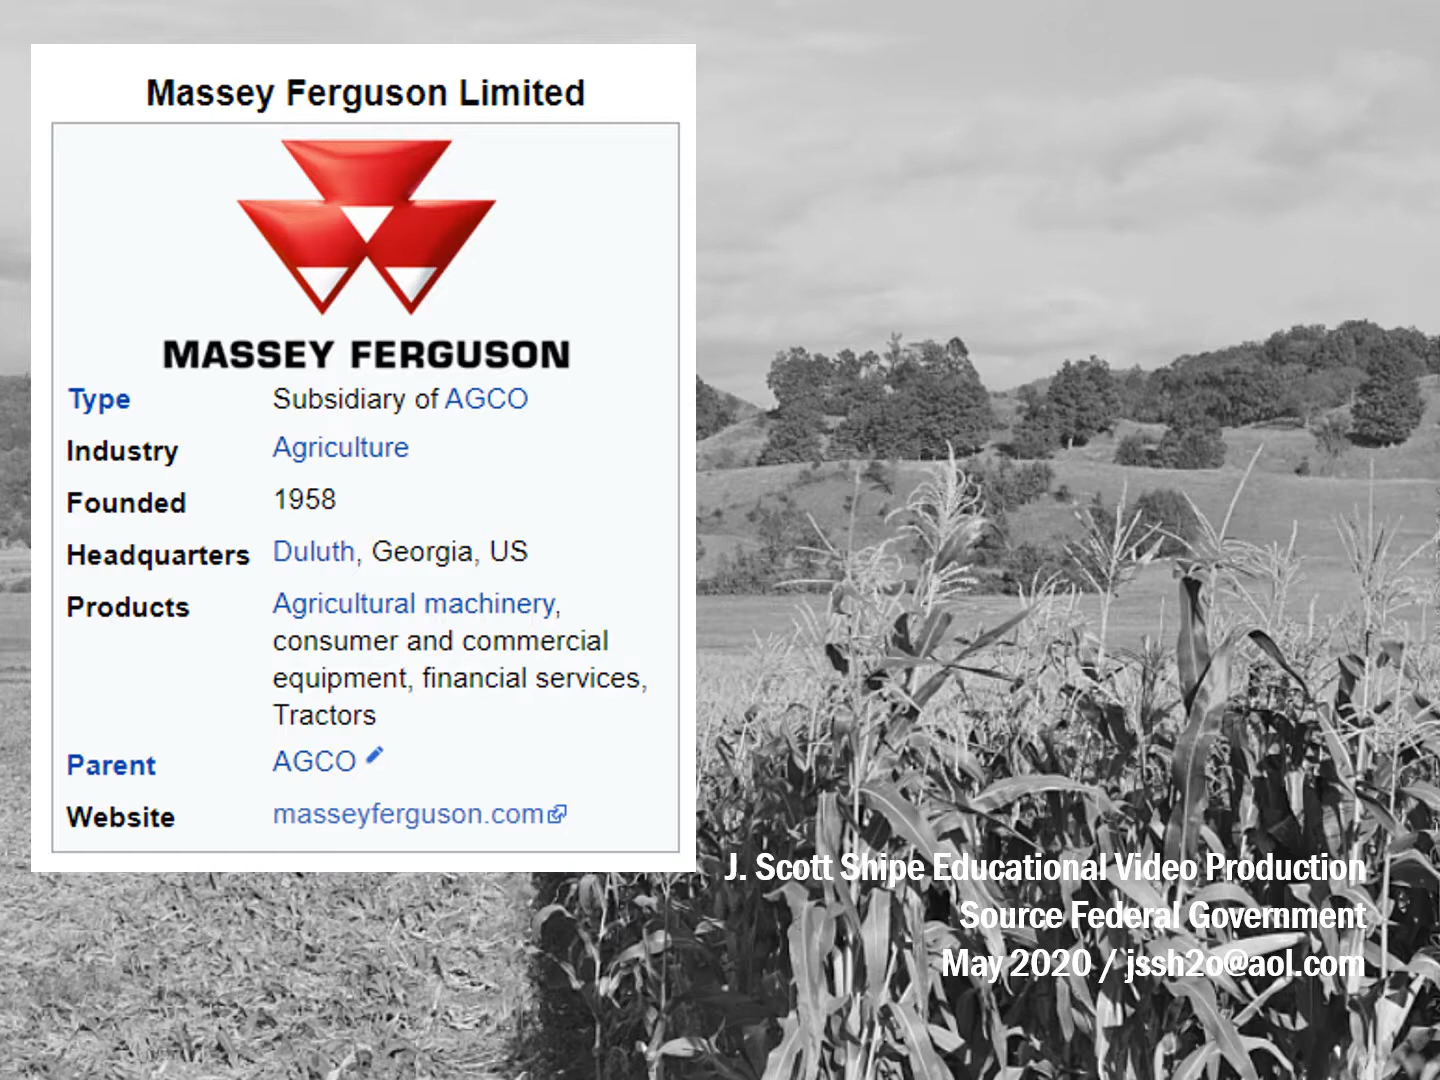 Massey Ferguson Limited
MASSEY FERGUSON
Type Subsidiary of AGCO
Industry Agriculture
Founded 1958
Headquarters Duluth, Georgia, US
Products Agricultural machinery,
consumer and commercial
equipment, financial services,
Tractors
Parent AGCO
Website masseyferguson.com
J. Scott Shipe Educational Video Production
Source Federal Government
May 2020 / jssh2o@aol.com